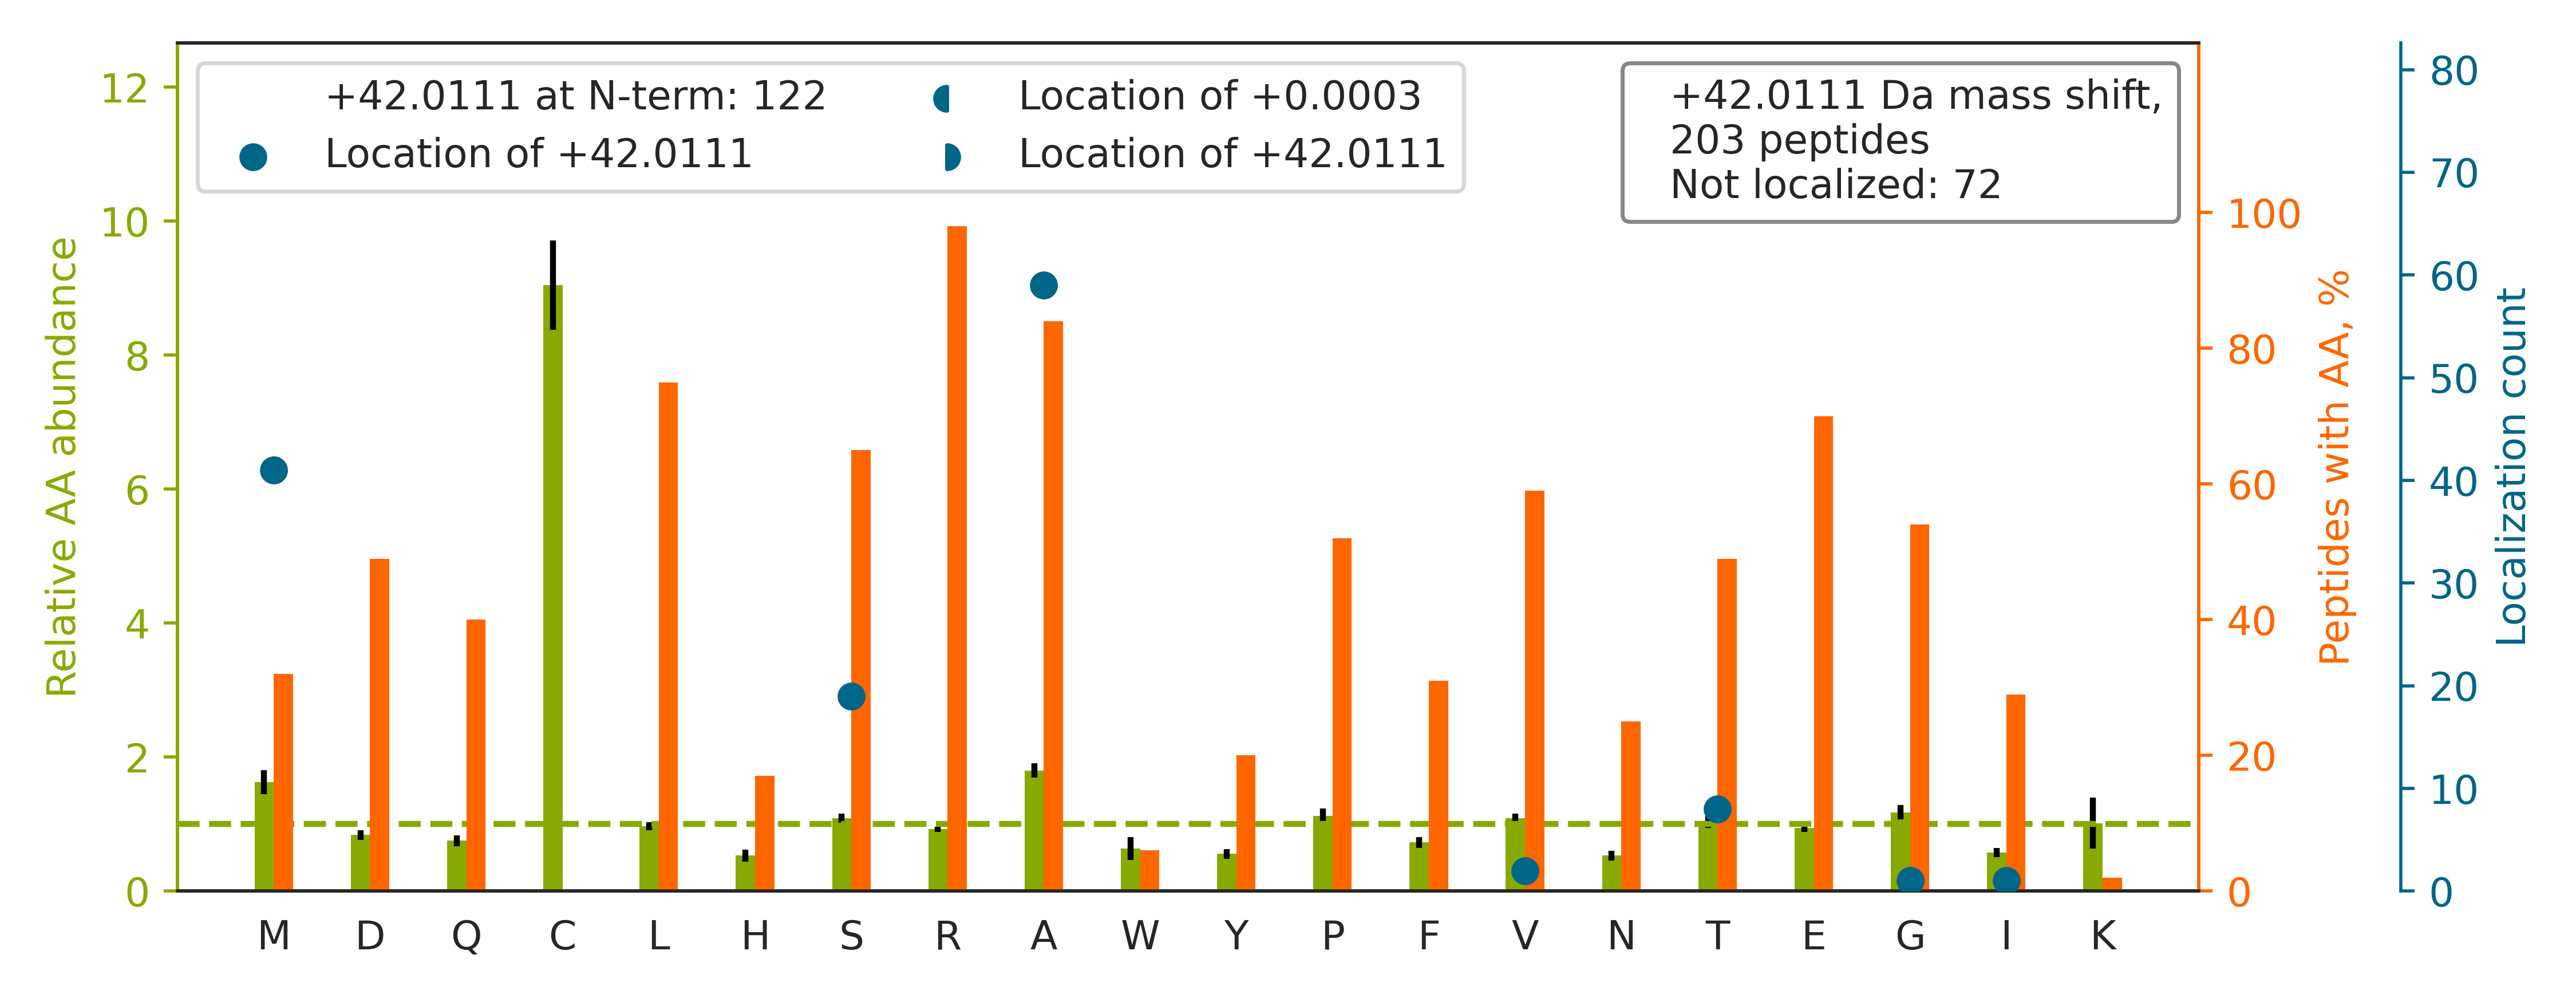 +42.0111 at N-term: 122
Location of +42.0111
Location of +0.0003
Location of +42.0111
+42.0111 Da mass shift,
203 peptides
Not localized: 72
Relative AA abundance
12
10
8
6
4
2
0
100
80
60
40
20
0
Peptides with AA, %
80
70
60
50
40
30
20
10
0
Localization count
M D Q C L H S R A W Y P F V N T E G I K